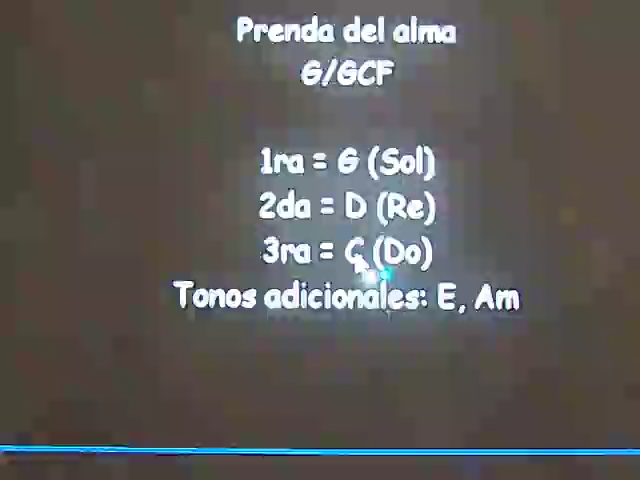 Prenda del alma
G/GCF
1ra = G (Sol)
2da = D (Re)
3ra = C (Do)
Tonos adicionales: E, Am